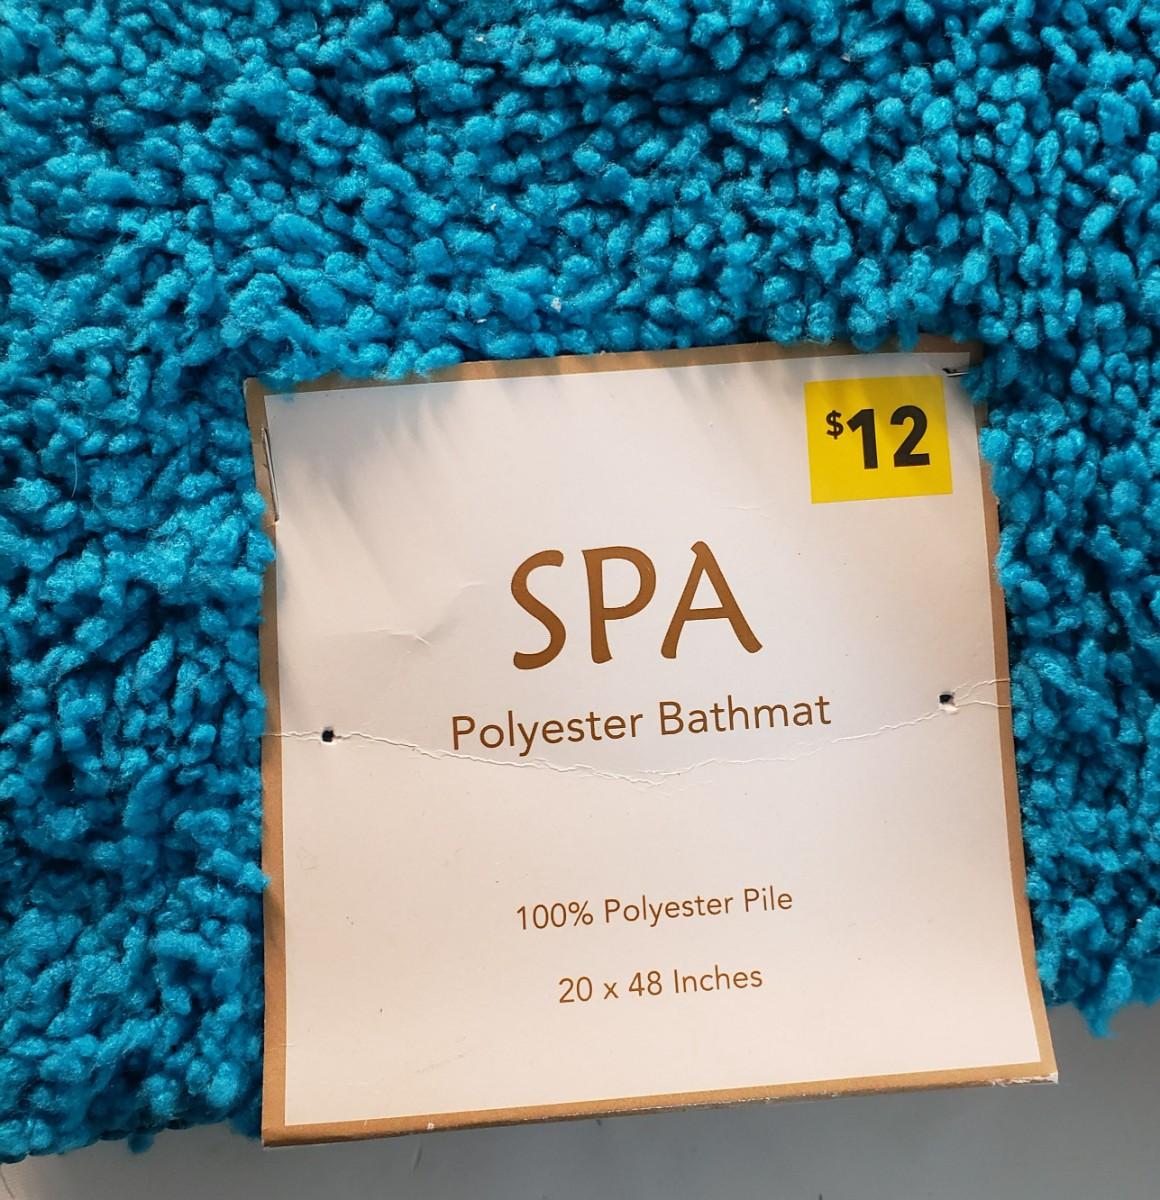 $12
SPA
Polyester Bathmat
100% Polyester Pile
20 x 48 Inches